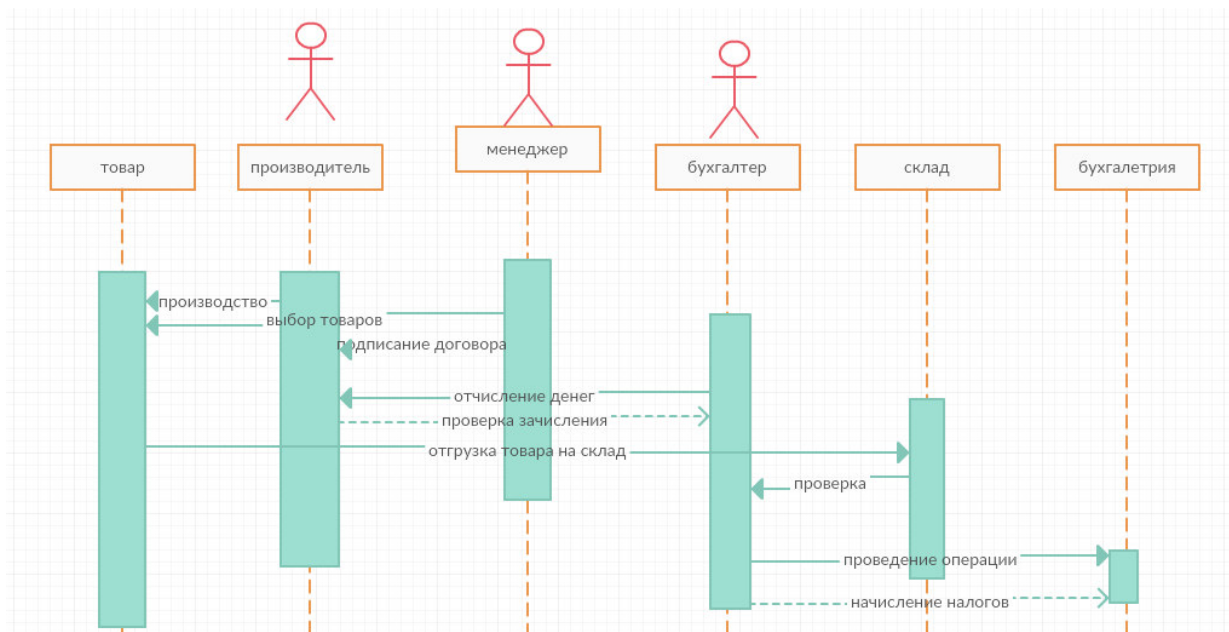 товар
производитель
менеджер
бухгалтер
склад
бухгалетрия
производство
выбор товаров
подписание договора
отчисление денег
проверка зачисления
отгрузка товара на склад
проверка
проведение операции
начисление налогов